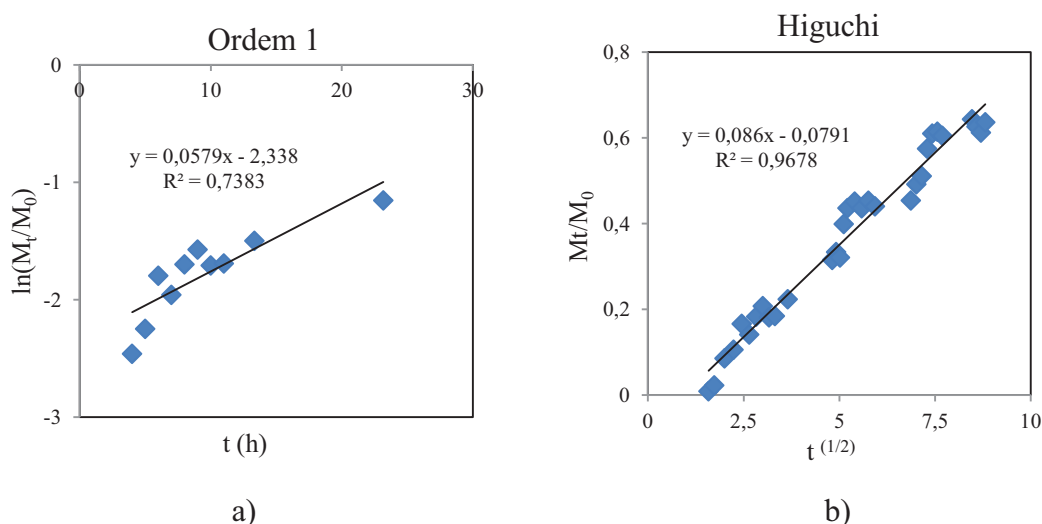 Ordem 1
0
0
10
20
30
y = 0,0579x - 2,338
R² = 0,7383
-1
-2
-3
ln(Mt/M0)
t (h)
a)
Higuchi
0,8
0,6
0,4
0,2
0
y = 0,086x - 0,0791
R² = 0,9678
Mt/M0
0
2,5
5
7,5
10
t (1/2)
b)